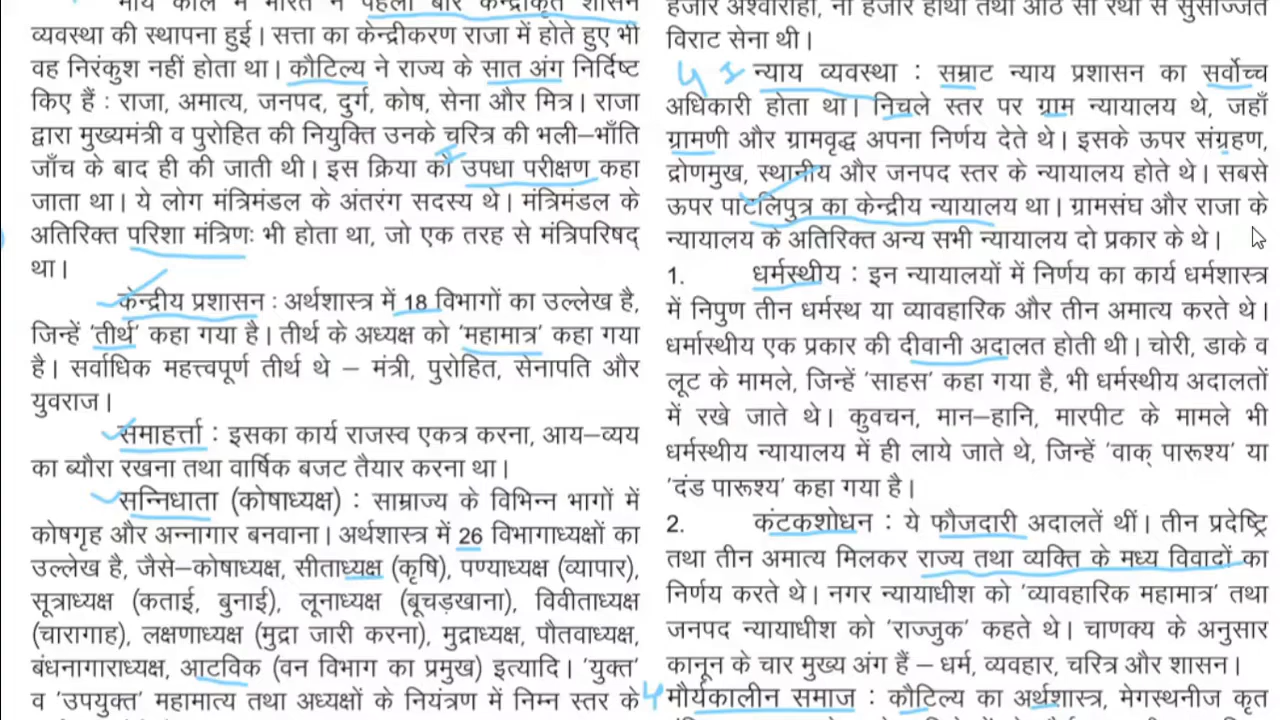 मौर्य काल में भारत में पहली बार केन्द्रीकृत शासन
व्यवस्था की स्थापना हुई। सत्ता का केन्द्रीकरण राजा में होते हुए भी
वह निरंकुश नहीं होता था। कौटिल्य ने राज्य के सात अंग निर्दिष्ट
किए हैं : राजा, अमात्य, जनपद, दुर्ग, कोष, सेना और मित्र। राजा
द्वारा मुख्यमंत्री व पुरोहित की नियुक्ति उनके चरित्र की भली–भाँति
जाँच के बाद ही की जाती थी। इस क्रिया को उपधा परीक्षण कहा
जाता था। ये लोग मंत्रिमंडल के अंतरंग सदस्य थे। मंत्रिमंडल के
अतिरिक्त परिशा मंत्रिणः भी होता था, जो एक तरह से मंत्रिपरिषद्
था।
केन्द्रीय प्रशासन : अर्थशास्त्र में 18 विभागों का उल्लेख है,
जिन्हें 'तीर्थ' कहा गया है। तीर्थ के अध्यक्ष को 'महामात्र' कहा गया
है। सर्वाधिक महत्त्वपूर्ण तीर्थ थे – मंत्री, पुरोहित, सेनापति और
युवराज।
समाहर्त्ता : इसका कार्य राजस्व एकत्र करना, आय–व्यय
का ब्यौरा रखना तथा वार्षिक बजट तैयार करना था।
सन्निधाता (कोषाध्यक्ष) : साम्राज्य के विभिन्न भागों में
कोषगृह और अन्नागार बनवाना। अर्थशास्त्र में 26 विभागाध्यक्षों का
उल्लेख है, जैसे–कोषाध्यक्ष, सीताध्यक्ष (कृषि), पण्याध्यक्ष (व्यापार),
सूत्राध्यक्ष (कताई, बुनाई), लूनाध्यक्ष (बूचड़खाना), विवीताध्यक्ष
(चारागाह), लक्षणाध्यक्ष (मुद्रा जारी करना), मुद्राध्यक्ष, पौतवाध्यक्ष,
बंधनागाराध्यक्ष, आटविक (वन विभाग का प्रमुख) इत्यादि। 'युक्त'
व 'उपयुक्त' महामात्य तथा अध्यक्षों के नियंत्रण में निम्न स्तर के
हजार अश्वारोही, नौ हजार हाथी तथा आठ सौ रथों से सुसज्जित
विराट सेना थी।
न्याय व्यवस्था : सम्राट न्याय प्रशासन का सर्वोच्च
अधिकारी होता था। निचले स्तर पर ग्राम न्यायालय थे, जहाँ
ग्रामणी और ग्रामवृद्ध अपना निर्णय देते थे। इसके ऊपर संग्रहण,
द्रोणमुख, स्थानीय और जनपद स्तर के न्यायालय होते थे। सबसे
ऊपर पाटलिपुत्र का केन्द्रीय न्यायालय था। ग्रामसंघ और राजा के
न्यायालय के अतिरिक्त अन्य सभी न्यायालय दो प्रकार के थे।
1. धर्मस्थीय : इन न्यायालयों में निर्णय का कार्य धर्मशास्त्र
में निपुण तीन धर्मस्थ या व्यावहारिक और तीन अमात्य करते थे।
धर्मास्थीय एक प्रकार की दीवानी अदालत होती थी। चोरी, डाके व
लूट के मामले, जिन्हें 'साहस' कहा गया है, भी धर्मस्थीय अदालतों
में रखे जाते थे। कुवचन, मान–हानि, मारपीट के मामले भी
धर्मस्थीय न्यायालय में ही लाये जाते थे, जिन्हें 'वाक् पारूश्य' या
'दंड पारूश्य' कहा गया है।
2. कंटकशोधन : ये फौजदारी अदालतें थीं। तीन प्रदेष्ट्रि
तथा तीन अमात्य मिलकर राज्य तथा व्यक्ति के मध्य विवादों का
निर्णय करते थे। नगर न्यायाधीश को 'व्यावहारिक महामात्र' तथा
जनपद न्यायाधीश को 'राज्जुक' कहते थे। चाणक्य के अनुसार
कानून के चार मुख्य अंग हैं – धर्म, व्यवहार, चरित्र और शासन।
मौर्यकालीन समाज : कौटिल्य का अर्थशास्त्र, मेगस्थनीज कृत